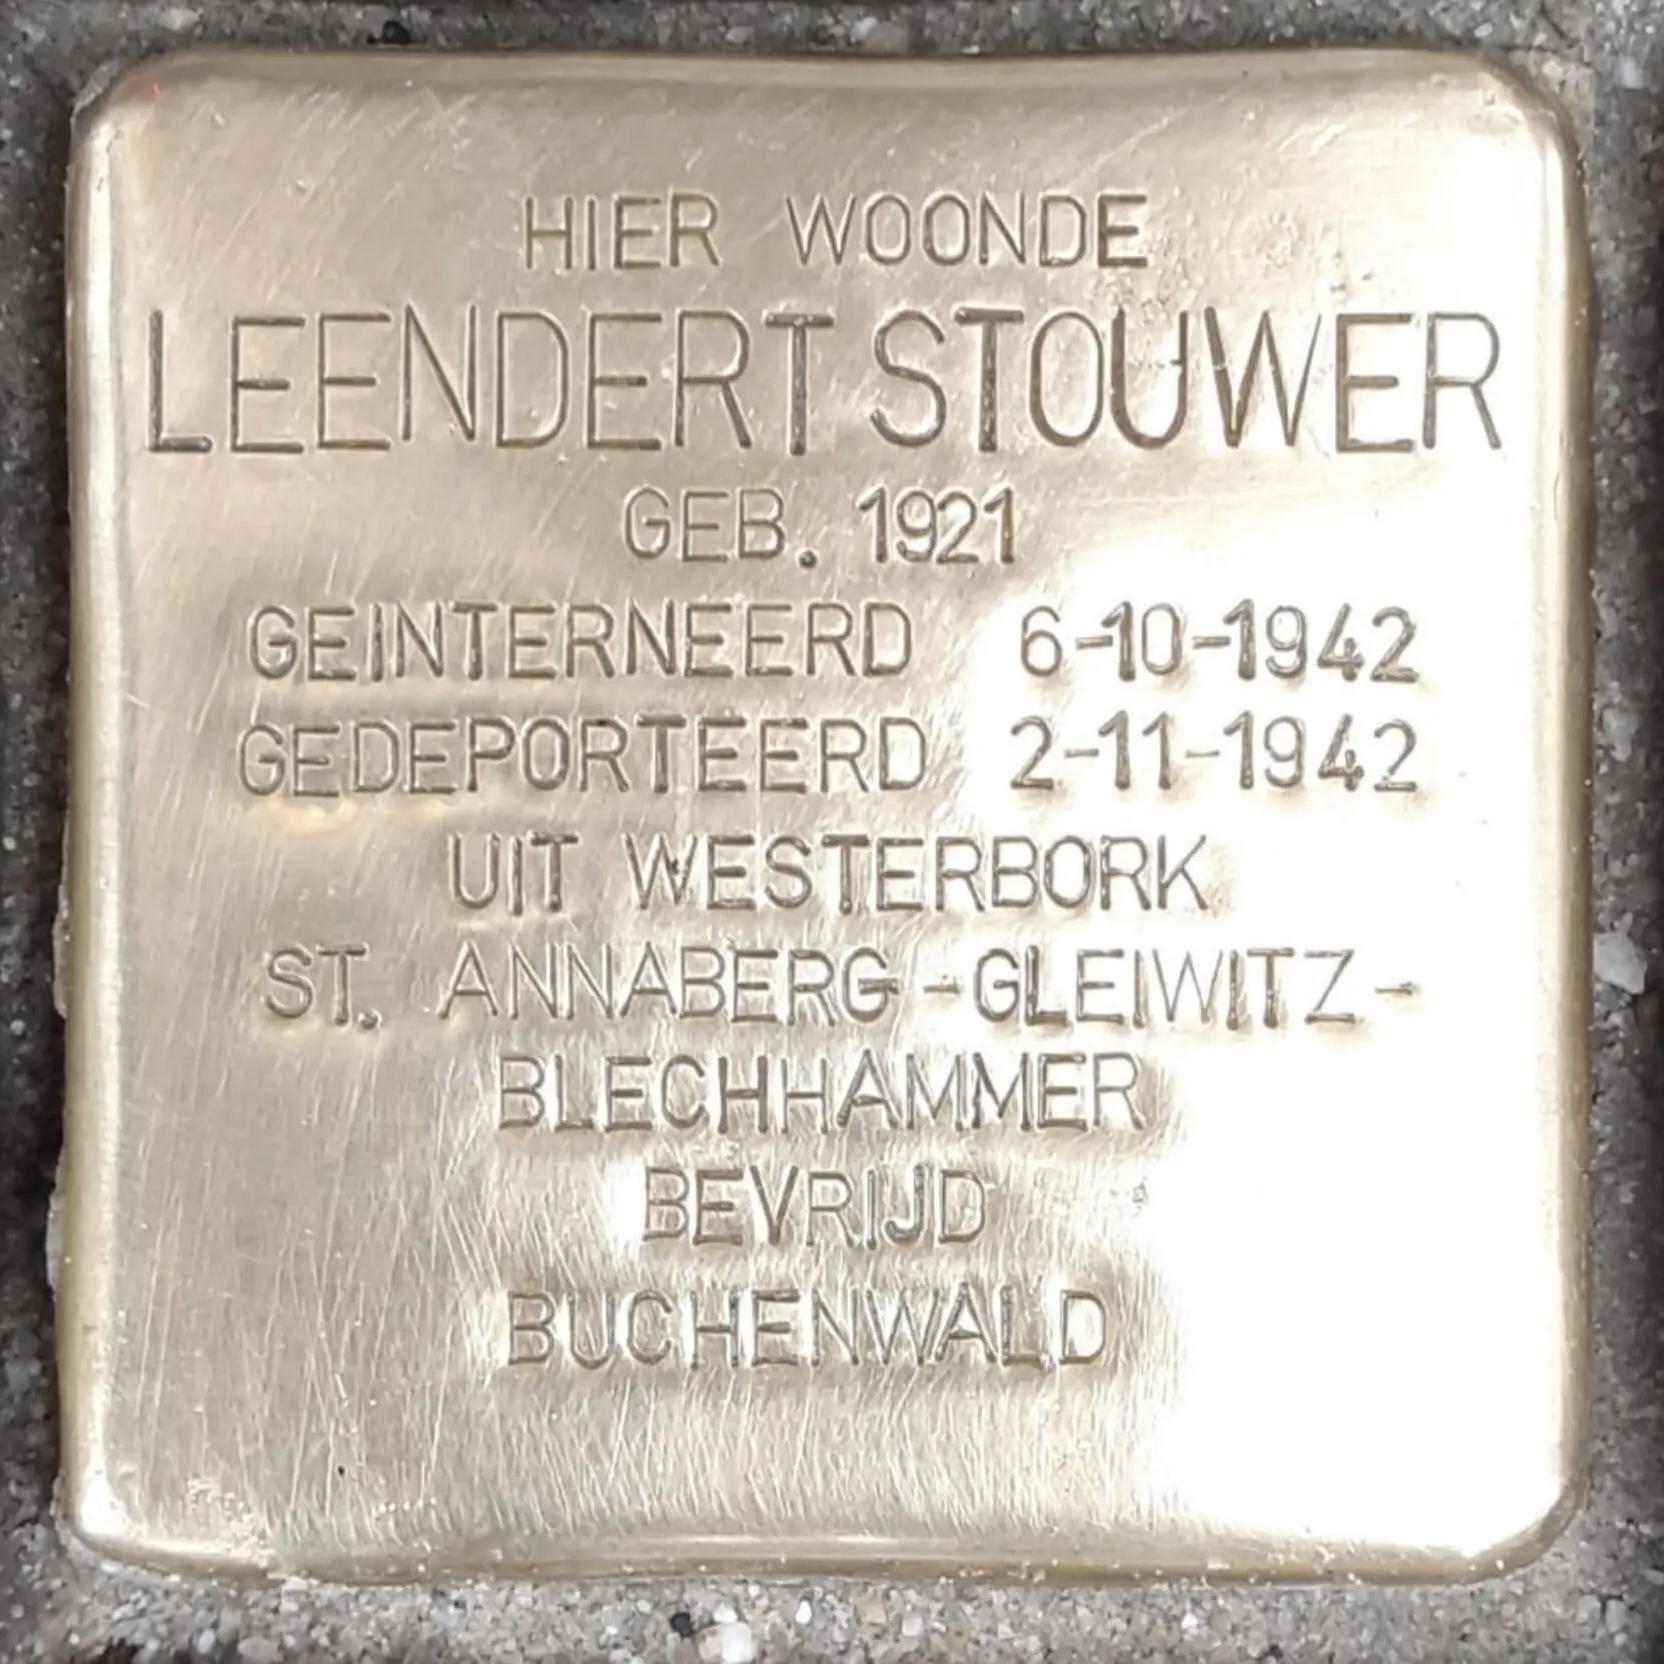 HIER WOONDE
LEENDERT STOUWER
GEB. 1921
GEINTERNEERD 6-10-1942
GEDEPORTEERD 2-11-1942
UIT WESTERBORK
ST. ANNABERG-GLEIWITZ-
BLECHHAMMER
BEVRIJD
BUCHENWALD